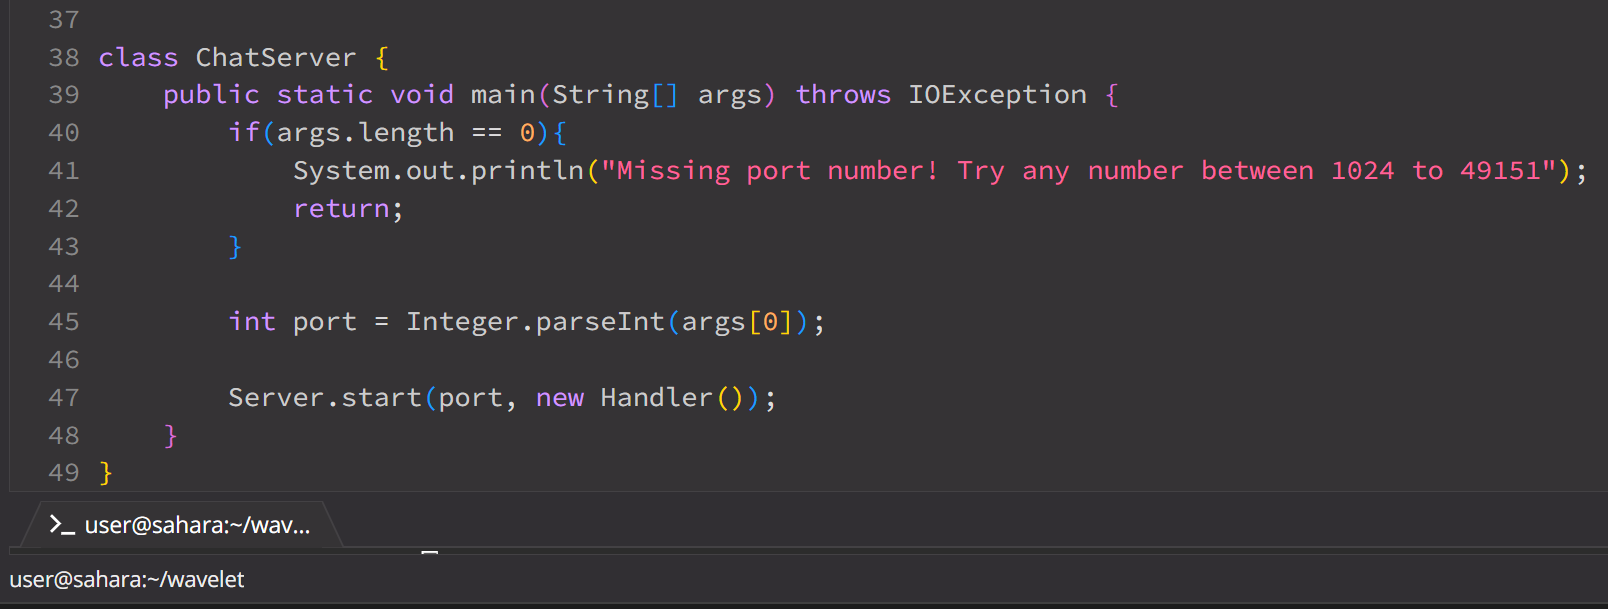 37
38 class ChatServer {
39     public static void main(String[] args) throws IOException {
40         if(args.length == 0){
41             System.out.println("Missing port number! Try any number between 1024 to 49151");
42             return;
43         }
44
45         int port = Integer.parseInt(args[0]);
46
47         Server.start(port, new Handler());
48     }
49 }
>_ user@sahara:~/wav...
user@sahara:~/wavelet